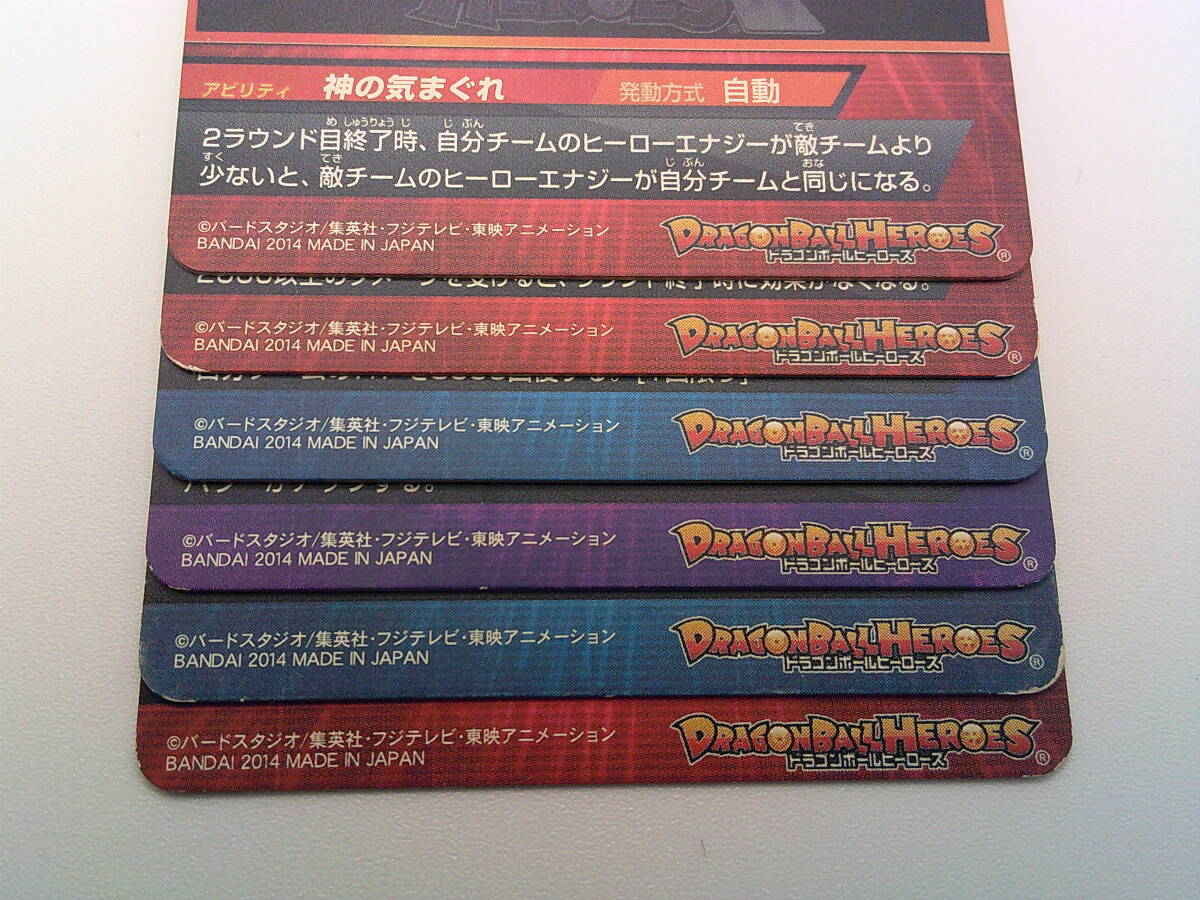 HEROES
アビリティ 神の気まぐれ 発動方式 自動
2ラウンド目終了時、自分チームのヒーローエナジーが敵チームより
少ないと、敵チームのヒーローエナジーが自分チームと同じになる。
©バードスタジオ/集英社・フジテレビ・東映アニメーション
BANDAI 2014 MADE IN JAPAN
DRAGONBALL HEROES
ドラゴンボールヒーローズ
®
©バードスタジオ/集英社・フジテレビ・東映アニメーション
BANDAI 2014 MADE IN JAPAN
DRAGONBALL HEROES
ドラゴンボールヒーローズ
®
©バードスタジオ/集英社・フジテレビ・東映アニメーション
BANDAI 2014 MADE IN JAPAN
DRAGONBALL HEROES
ドラゴンボールヒーローズ
®
©バードスタジオ/集英社・フジテレビ・東映アニメーション
BANDAI 2014 MADE IN JAPAN
DRAGONBALL HEROES
ドラゴンボールヒーローズ
®
©バードスタジオ/集英社・フジテレビ・東映アニメーション
BANDAI 2014 MADE IN JAPAN
DRAGONBALL HEROES
ドラゴンボールヒーローズ
®
©バードスタジオ/集英社・フジテレビ・東映アニメーション
BANDAI 2014 MADE IN JAPAN
DRAGONBALL HEROES
ドラゴンボールヒーローズ
®